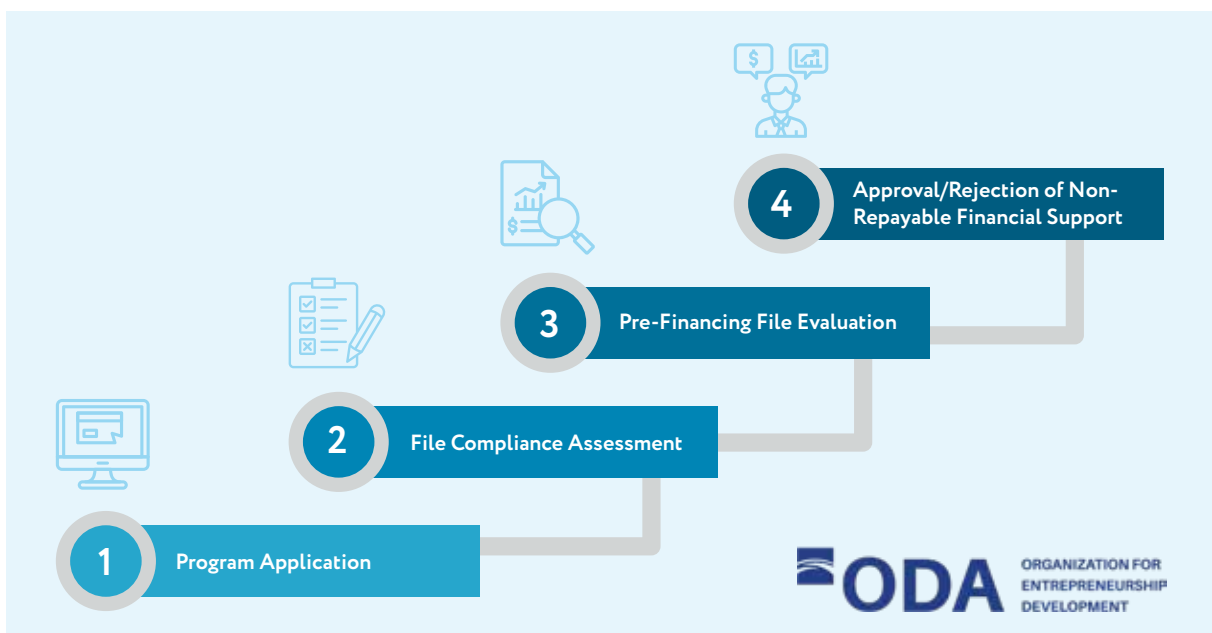 4
Approval/Rejection of Non-
Repayable Financial Support
3
Pre-Financing File Evaluation
2
File Compliance Assessment
1
Program Application
$
$
ODA
ORGANIZATION FOR
ENTREPRENEURSHIP
DEVELOPMENT